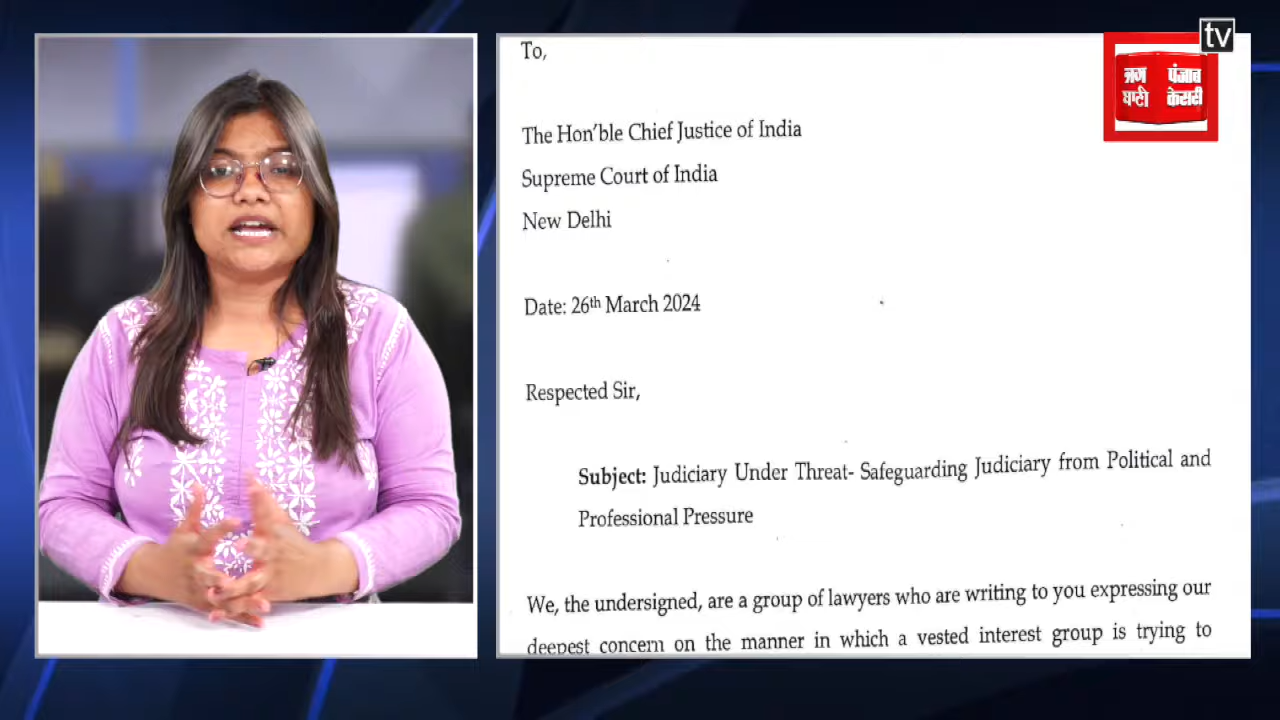 To,
The Hon'ble Chief Justice of India
Supreme Court of India
New Delhi
Date: 26th March 2024
Respected Sir,
Subject: Judiciary Under Threat- Safeguarding Judiciary from Political and
Professional Pressure
We, the undersigned, are a group of lawyers who are writing to you expressing our
deepest concern on the manner in which a vested interest group is trying to
tv
ਜਗ ਬਾਣੀ
पंजाब केसरी